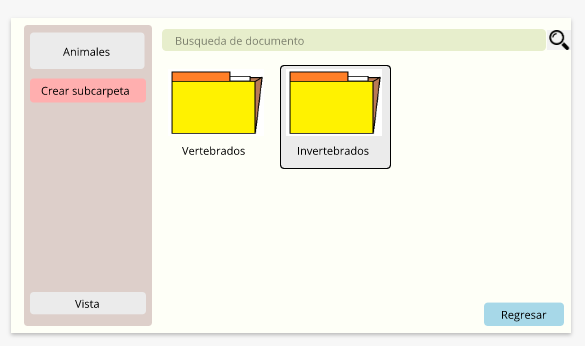 Animales
Crear subcarpeta
Vista
Busqueda de documento
Vertebrados
Invertebrados
Regresar